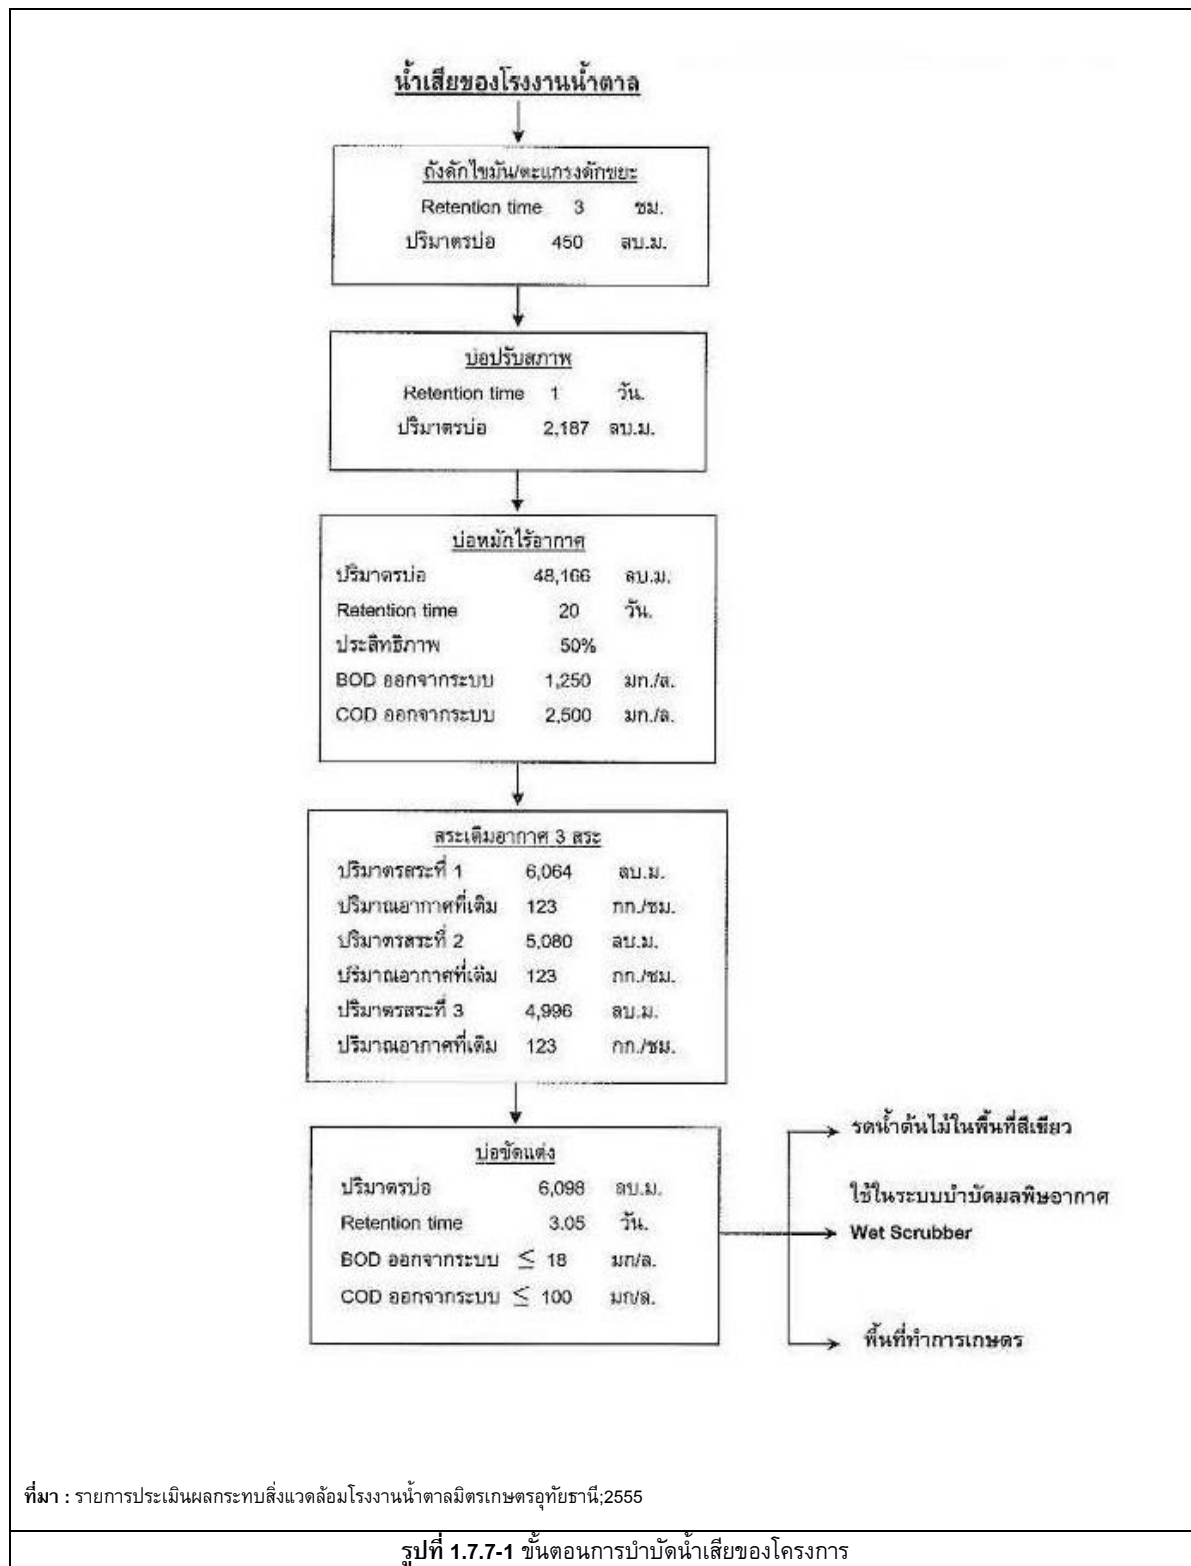 น้ำเสียของโรงงานน้ำตาล
ถังดักไขมัน/ตะแกรงดักขยะ
Retention time 3 ชม.
ปริมาตรบ่อ 450 ลบ.ม.
บ่อปรับสภาพ
Retention time 1 วัน.
ปริมาตรบ่อ 2,187 ลบ.ม.
บ่อหมักไร้อากาศ
ปริมาตรบ่อ 48,166 ลบ.ม.
Retention time 20 วัน.
ประสิทธิภาพ 50%
BOD ออกจากระบบ 1,250 มก./ล.
COD ออกจากระบบ 2,500 มก./ล.
สระเติมอากาศ 3 สระ
ปริมาตรสระที่ 1 6,064 ลบ.ม.
ปริมาณอากาศที่เติม 123 กก./ชม.
ปริมาตรสระที่ 2 5,080 ลบ.ม.
ปริมาณอากาศที่เติม 123 กก./ชม.
ปริมาตรสระที่ 3 4,996 ลบ.ม.
ปริมาณอากาศที่เติม 123 กก./ชม.
บ่อขัดแต่ง
ปริมาตรบ่อ 6,098 ลบ.ม.
Retention time 3.05 วัน.
BOD ออกจากระบบ ≤ 18 มก/ล.
COD ออกจากระบบ ≤ 100 มก/ล.
รดน้ำต้นไม้ในพื้นที่สีเขียว
ใช้ในระบบบำบัดมลพิษอากาศ
Wet Scrubber
พื้นที่ทำการเกษตร
ที่มา : รายการประเมินผลกระทบสิ่งแวดล้อมโรงงานน้ำตาลมิตรเกษตรอุทัยธานี;2555
รูปที่ 1.7.7-1 ขั้นตอนการบำบัดน้ำเสียของโครงการ